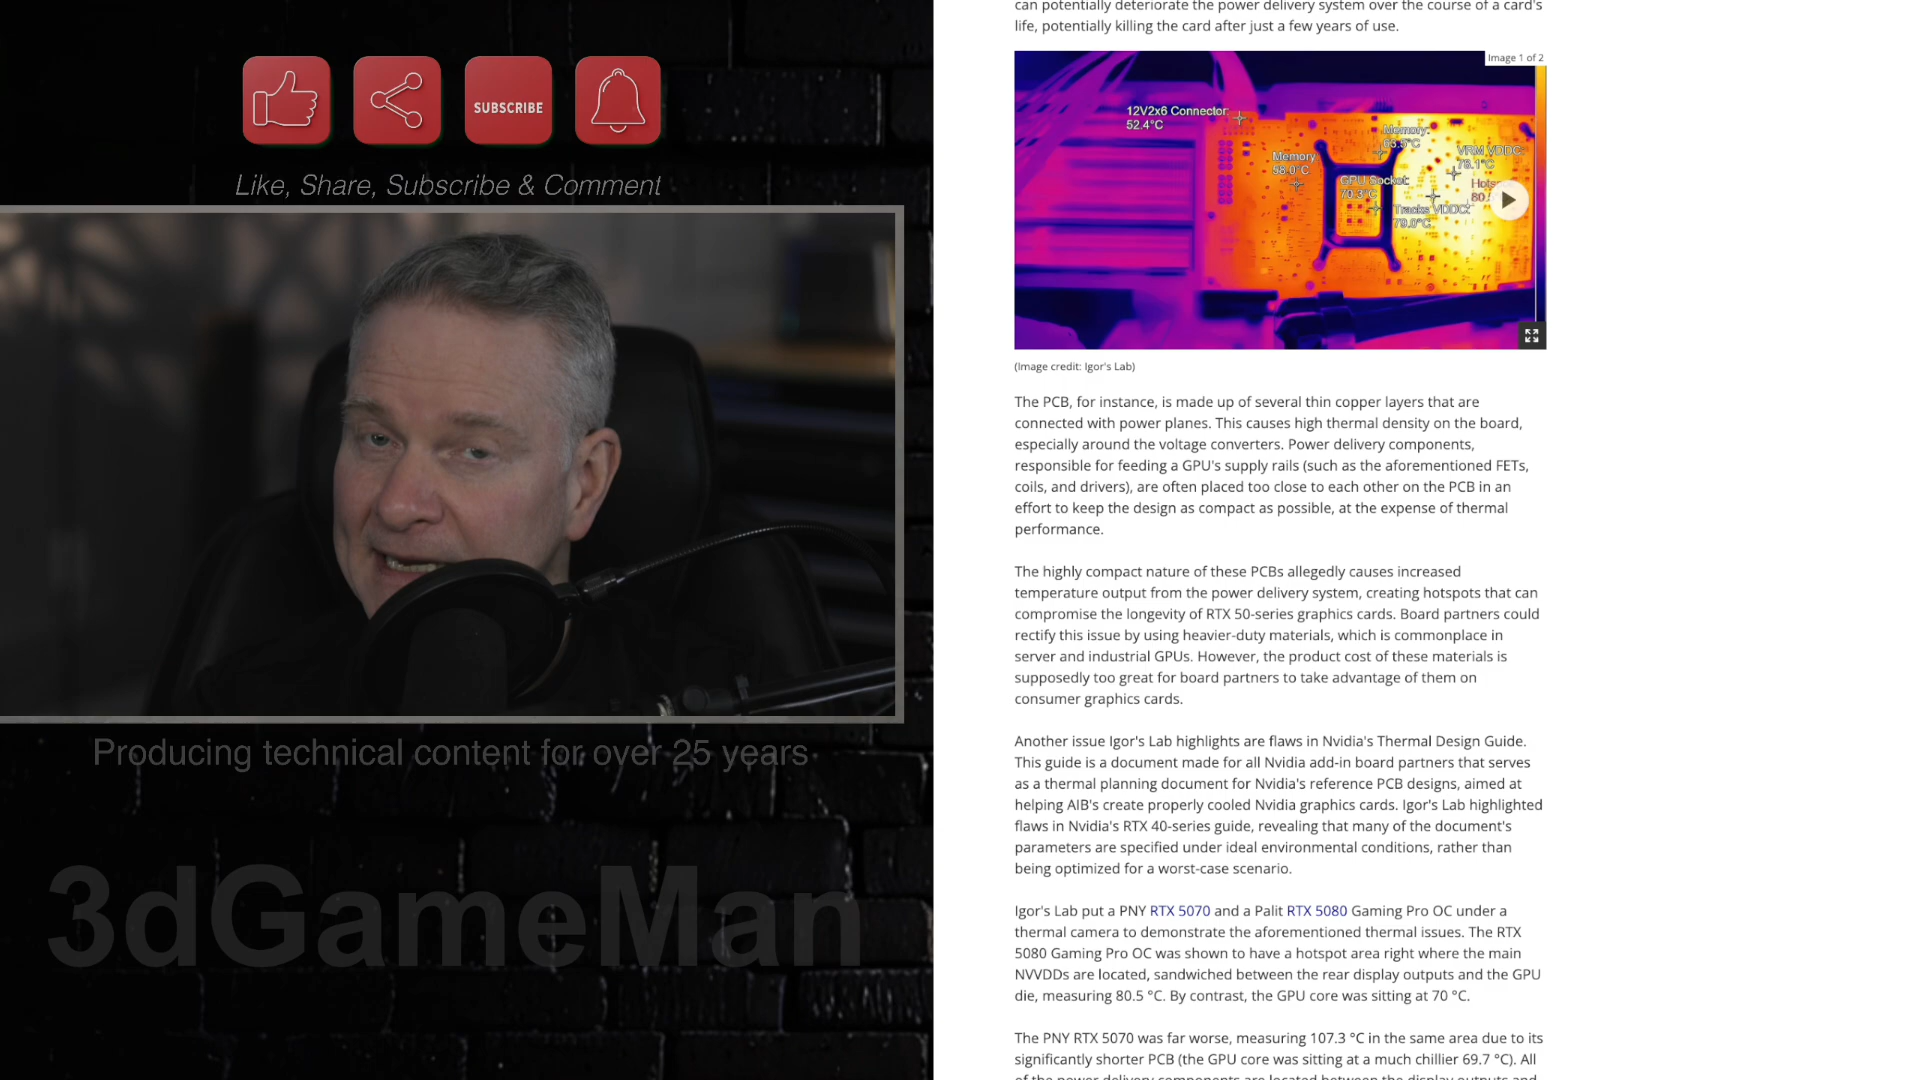 SUBSCRIBE
Like, Share, Subscribe & Comment
Producing technical content for over 25 years
3dGameMan
can potentially deteriorate the power delivery system over the course of a card's
life, potentially killing the card after just a few years of use.
Image 1 of 2
12V2x6 Connector:
52.4°C
Memory:
63.5°C
VRM VDDC:
78.1°C
Memory
58.0°C
GPU Socket:
70.3°C
Tracks VDDC2:
79.0°C
(Image credit: Igor's Lab)
The PCB, for instance, is made up of several thin copper layers that are
connected with power planes. This causes high thermal density on the board,
especially around the voltage converters. Power delivery components,
responsible for feeding a GPU's supply rails (such as the aforementioned FETs,
coils, and drivers), are often placed too close to each other on the PCB in an
effort to keep the design as compact as possible, at the expense of thermal
performance.
The highly compact nature of these PCBs allegedly causes increased
temperature output from the power delivery system, creating hotspots that can
compromise the longevity of RTX 50-series graphics cards. Board partners could
rectify this issue by using heavier-duty materials, which is commonplace in
server and industrial GPUs. However, the product cost of these materials is
supposedly too great for board partners to take advantage of them on
consumer graphics cards.
Another issue Igor's Lab highlights are flaws in Nvidia's Thermal Design Guide.
This guide is a document made for all Nvidia add-in board partners that serves
as a thermal planning document for Nvidia's reference PCB designs, aimed at
helping AIB's create properly cooled Nvidia graphics cards. Igor's Lab highlighted
flaws in Nvidia's RTX 40-series guide, revealing that many of the document's
parameters are specified under ideal environmental conditions, rather than
being optimized for a worst-case scenario.
Igor's Lab put a PNY RTX 5070 and a Palit RTX 5080 Gaming Pro OC under a
thermal camera to demonstrate the aforementioned thermal issues. The RTX
5080 Gaming Pro OC was shown to have a hotspot area right where the main
NVVDDs are located, sandwiched between the rear display outputs and the GPU
die, measuring 80.5 °C. By contrast, the GPU core was sitting at 70 °C.
The PNY RTX 5070 was far worse, measuring 107.3 °C in the same area due to its
significantly shorter PCB (the GPU core was sitting at a much chillier 69.7 °C). All
of the power delivery components are located between the display outputs and